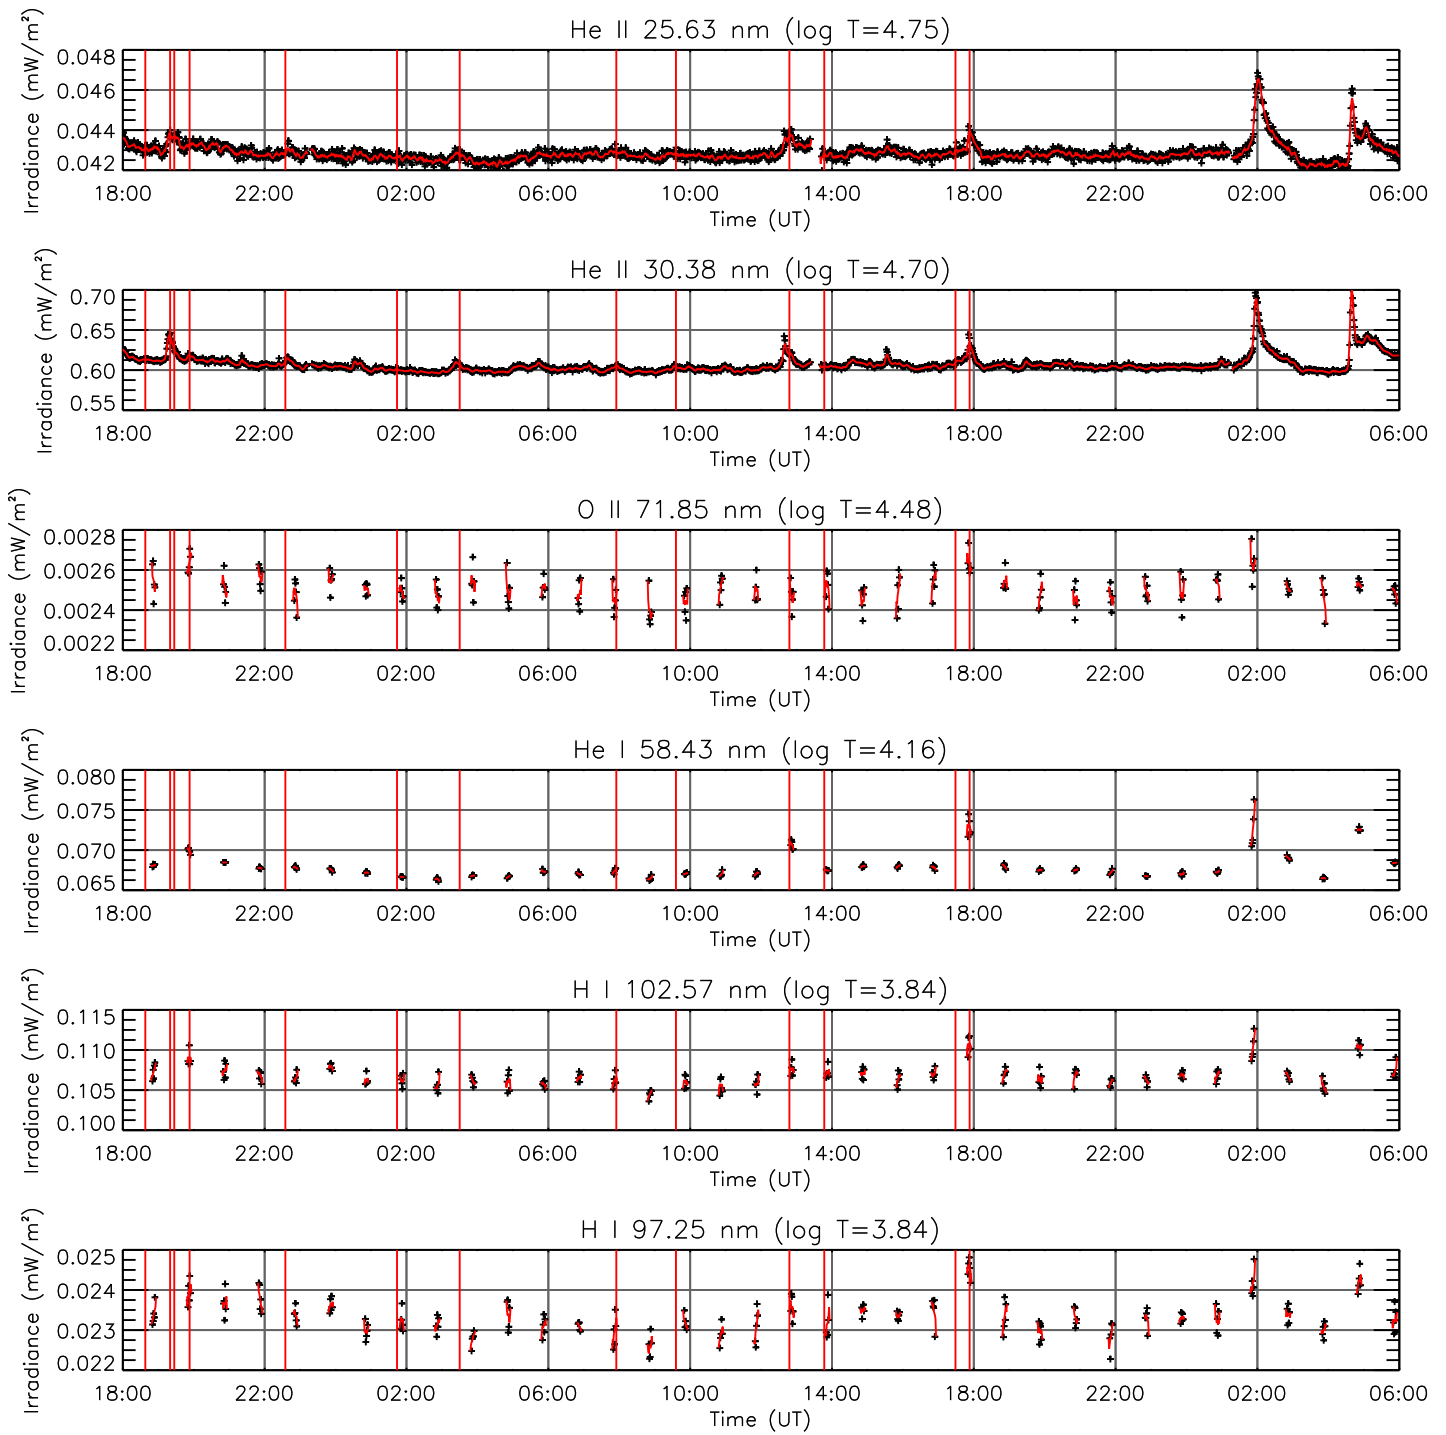 He II 25.63 nm (log T=4.75)
Irradiance (mW/m²)
0.048
0.046
0.044
0.042
18:00 22:00 02:00 06:00 10:00 14:00 18:00 22:00 02:00 06:00
Time (UT)
He II 30.38 nm (log T=4.70)
Irradiance (mW/m²)
0.70
0.65
0.60
0.55
18:00 22:00 02:00 06:00 10:00 14:00 18:00 22:00 02:00 06:00
Time (UT)
O II 71.85 nm (log T=4.48)
Irradiance (mW/m²)
0.0028
0.0026
0.0024
0.0022
18:00 22:00 02:00 06:00 10:00 14:00 18:00 22:00 02:00 06:00
Time (UT)
He I 58.43 nm (log T=4.16)
Irradiance (mW/m²)
0.080
0.075
0.070
0.065
18:00 22:00 02:00 06:00 10:00 14:00 18:00 22:00 02:00 06:00
Time (UT)
H I 102.57 nm (log T=3.84)
Irradiance (mW/m²)
0.115
0.110
0.105
0.100
18:00 22:00 02:00 06:00 10:00 14:00 18:00 22:00 02:00 06:00
Time (UT)
H I 97.25 nm (log T=3.84)
Irradiance (mW/m²)
0.025
0.024
0.023
0.022
18:00 22:00 02:00 06:00 10:00 14:00 18:00 22:00 02:00 06:00
Time (UT)